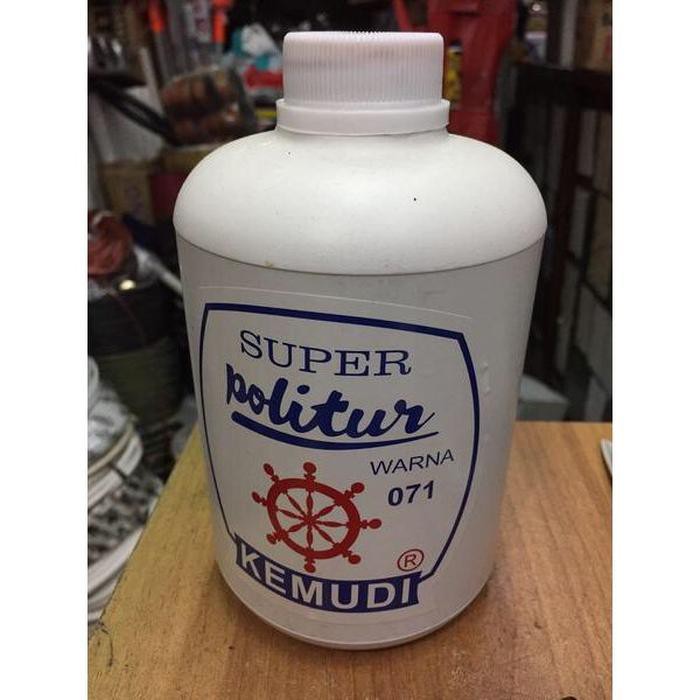 SUPER
politur
WARNA
071
KEMUDI ®